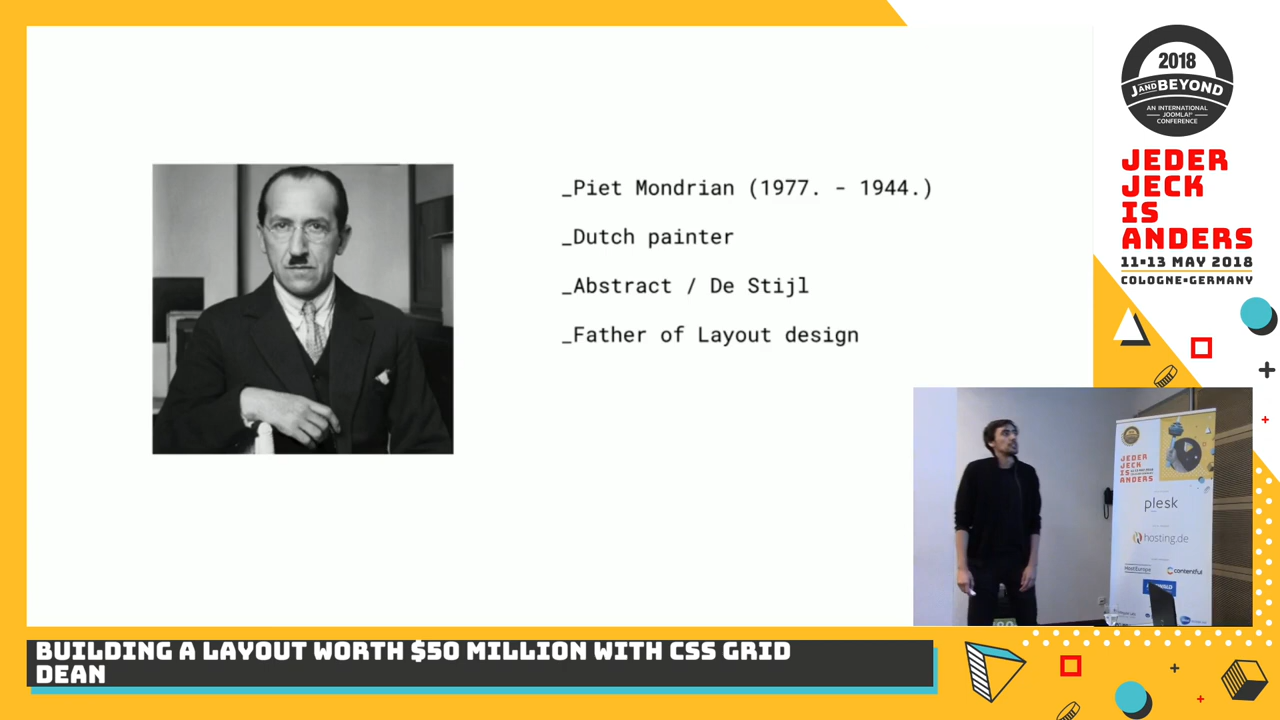 _Piet Mondrian (1977. - 1944.)
_Dutch painter
_Abstract / De Stijl
_Father of Layout design
2018
J AND BEYOND
AN INTERNATIONAL
JOOMLA!®
CONFERENCE
JEDER
JECK
IS
ANDERS
11▪13 MAY 2018
COLOGNE▪GERMANY
JEDER
JECK
IS
ANDERS
plesk
hosting.de
contentful
BUILDING A LAYOUT WORTH $50 MILLION WITH CSS GRID
DEAN